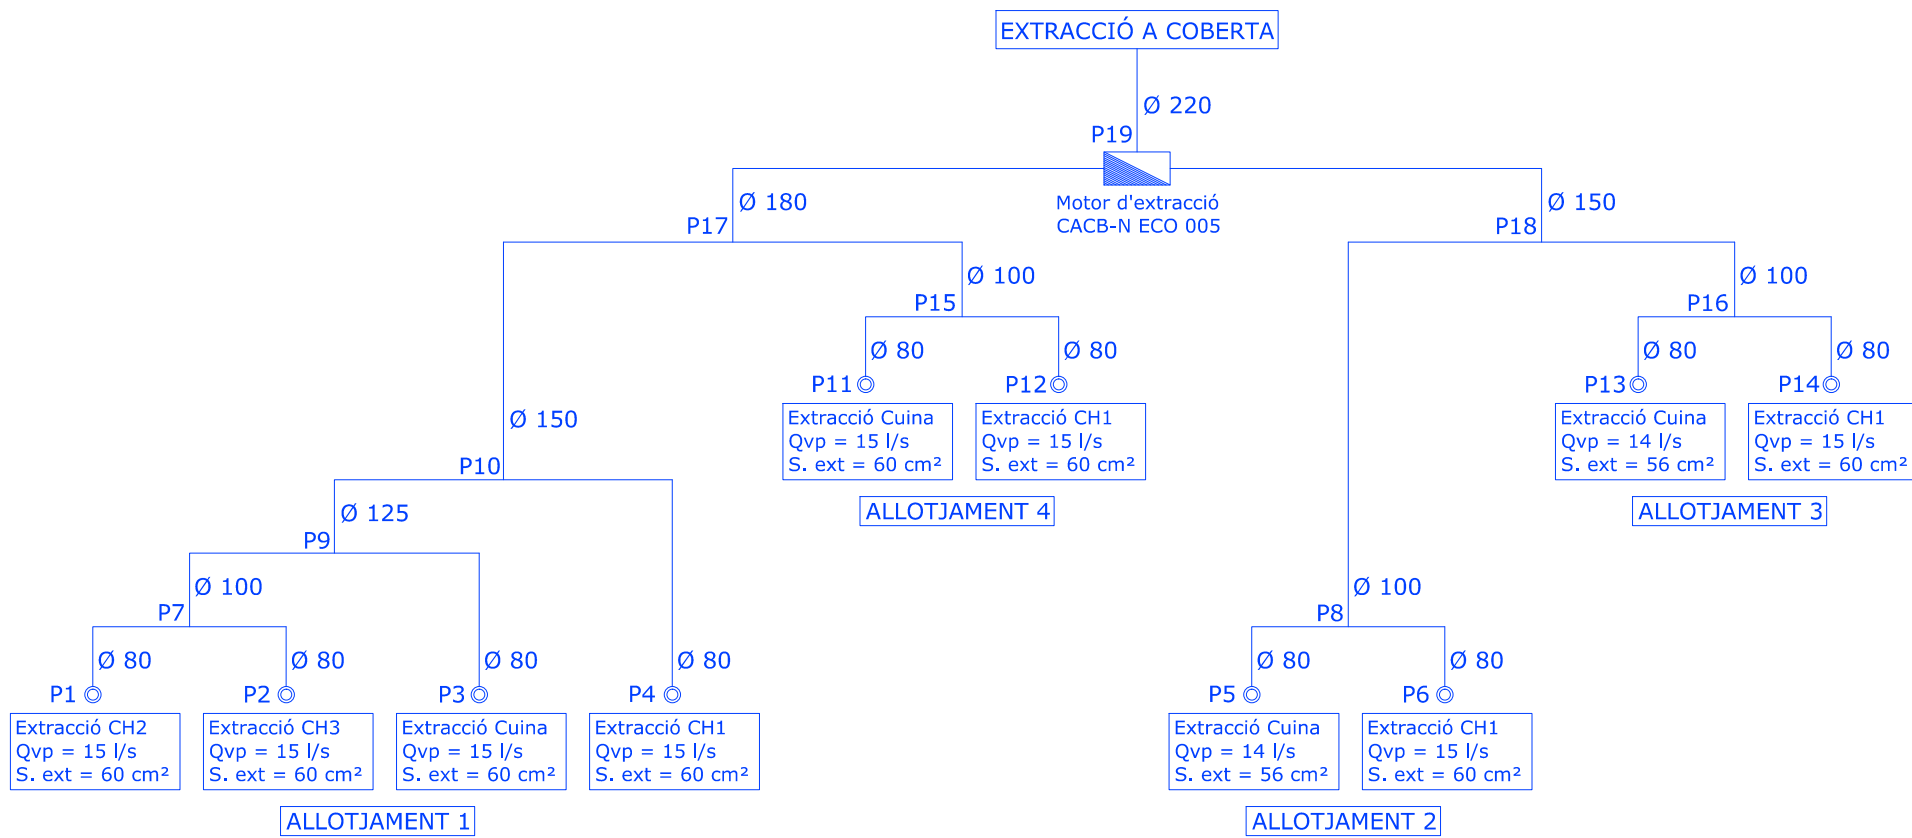 EXTRACCIÓ A COBERTA
Ø 220
P19
Motor d'extracció
CACB-N ECO 005
Ø 180
P17
Ø 150
P18
Ø 100
P15
Ø 80
Ø 80
P11
P12
Extracció Cuina
Qvp = 15 l/s
S. ext = 60 cm²
Extracció CH1
Qvp = 15 l/s
S. ext = 60 cm²
ALLOTJAMENT 4
Ø 100
P16
Ø 80
Ø 80
P13
P14
Extracció Cuina
Qvp = 14 l/s
S. ext = 56 cm²
Extracció CH1
Qvp = 15 l/s
S. ext = 60 cm²
ALLOTJAMENT 3
Ø 150
P10
Ø 125
P9
Ø 100
P7
Ø 80
Ø 80
Ø 80
Ø 80
P1
P2
P3
P4
Extracció CH2
Qvp = 15 l/s
S. ext = 60 cm²
Extracció CH3
Qvp = 15 l/s
S. ext = 60 cm²
Extracció Cuina
Qvp = 15 l/s
S. ext = 60 cm²
Extracció CH1
Qvp = 15 l/s
S. ext = 60 cm²
ALLOTJAMENT 1
Ø 100
P8
Ø 80
Ø 80
P5
P6
Extracció Cuina
Qvp = 14 l/s
S. ext = 56 cm²
Extracció CH1
Qvp = 15 l/s
S. ext = 60 cm²
ALLOTJAMENT 2